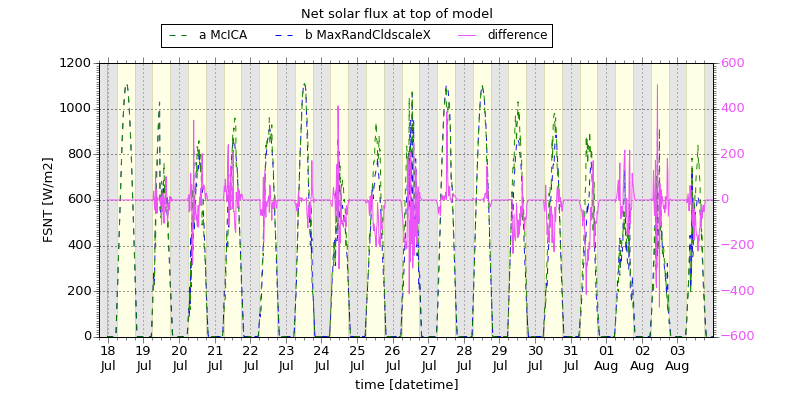 Net solar flux at top of model
a McICA b MaxRandCldscaleX difference
1200 600
1000 400
800 200
600 0
400 −200
200 −400
0 −600
FSNT [W/m2]
18 19 20 21 22 23 24 25 26 27 28 29 30 31 01 02 03
Jul Jul Jul Jul Jul Jul Jul Jul Jul Jul Jul Jul Jul Jul Aug Aug Aug
time [datetime]